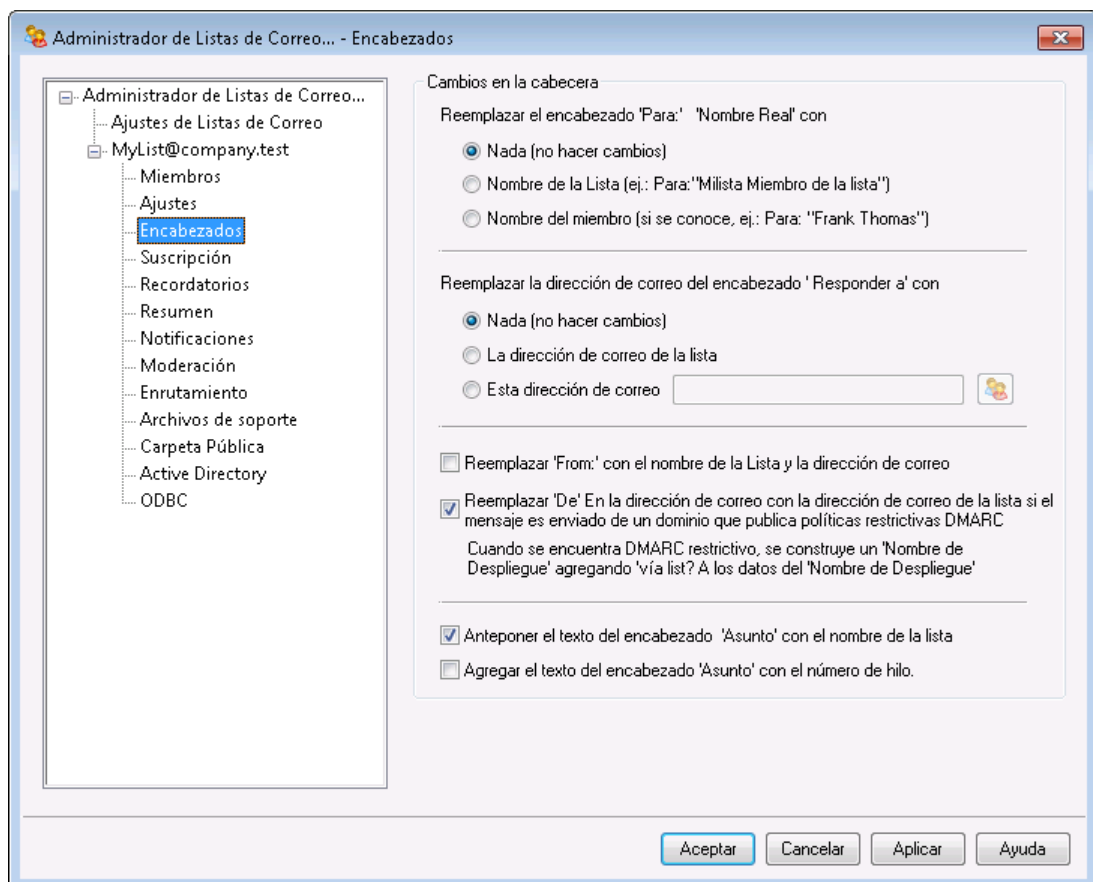 Administrador de Listas de Correo... - Encabezados
Administrador de Listas de Correo...
Ajustes de Listas de Correo
MyList@company.test
Miembros
Ajustes
Encabezados
Suscripción
Recordatorios
Resumen
Notificaciones
Moderación
Enrutamiento
Archivos de soporte
Carpeta Pública
Active Directory
ODBC
Cambios en la cabecera
Reemplazar el encabezado 'Para:' 'Nombre Real' con
Nada (no hacer cambios)
Nombre de la Lista (ej.: Para:"Milista Miembro de la lista")
Nombre del miembro (si se conoce, ej.: Para: "Frank Thomas")
Reemplazar la dirección de correo del encabezado ' Responder a' con
Nada (no hacer cambios)
La dirección de correo de la lista
Esta dirección de correo
Reemplazar 'From:' con el nombre de la Lista y la dirección de correo
Reemplazar 'De' En la dirección de correo con la dirección de correo de la lista si el
mensaje es enviado de un dominio que publica políticas restrictivas DMARC
Cuando se encuentra DMARC restrictivo, se construye un 'Nombre de
Despliegue' agregando 'vía list? A los datos del 'Nombre de Despliegue'
Anteponer el texto del encabezado 'Asunto' con el nombre de la lista
Agregar el texto del encabezado 'Asunto' con el número de hilo.
Aceptar
Cancelar
Aplicar
Ayuda